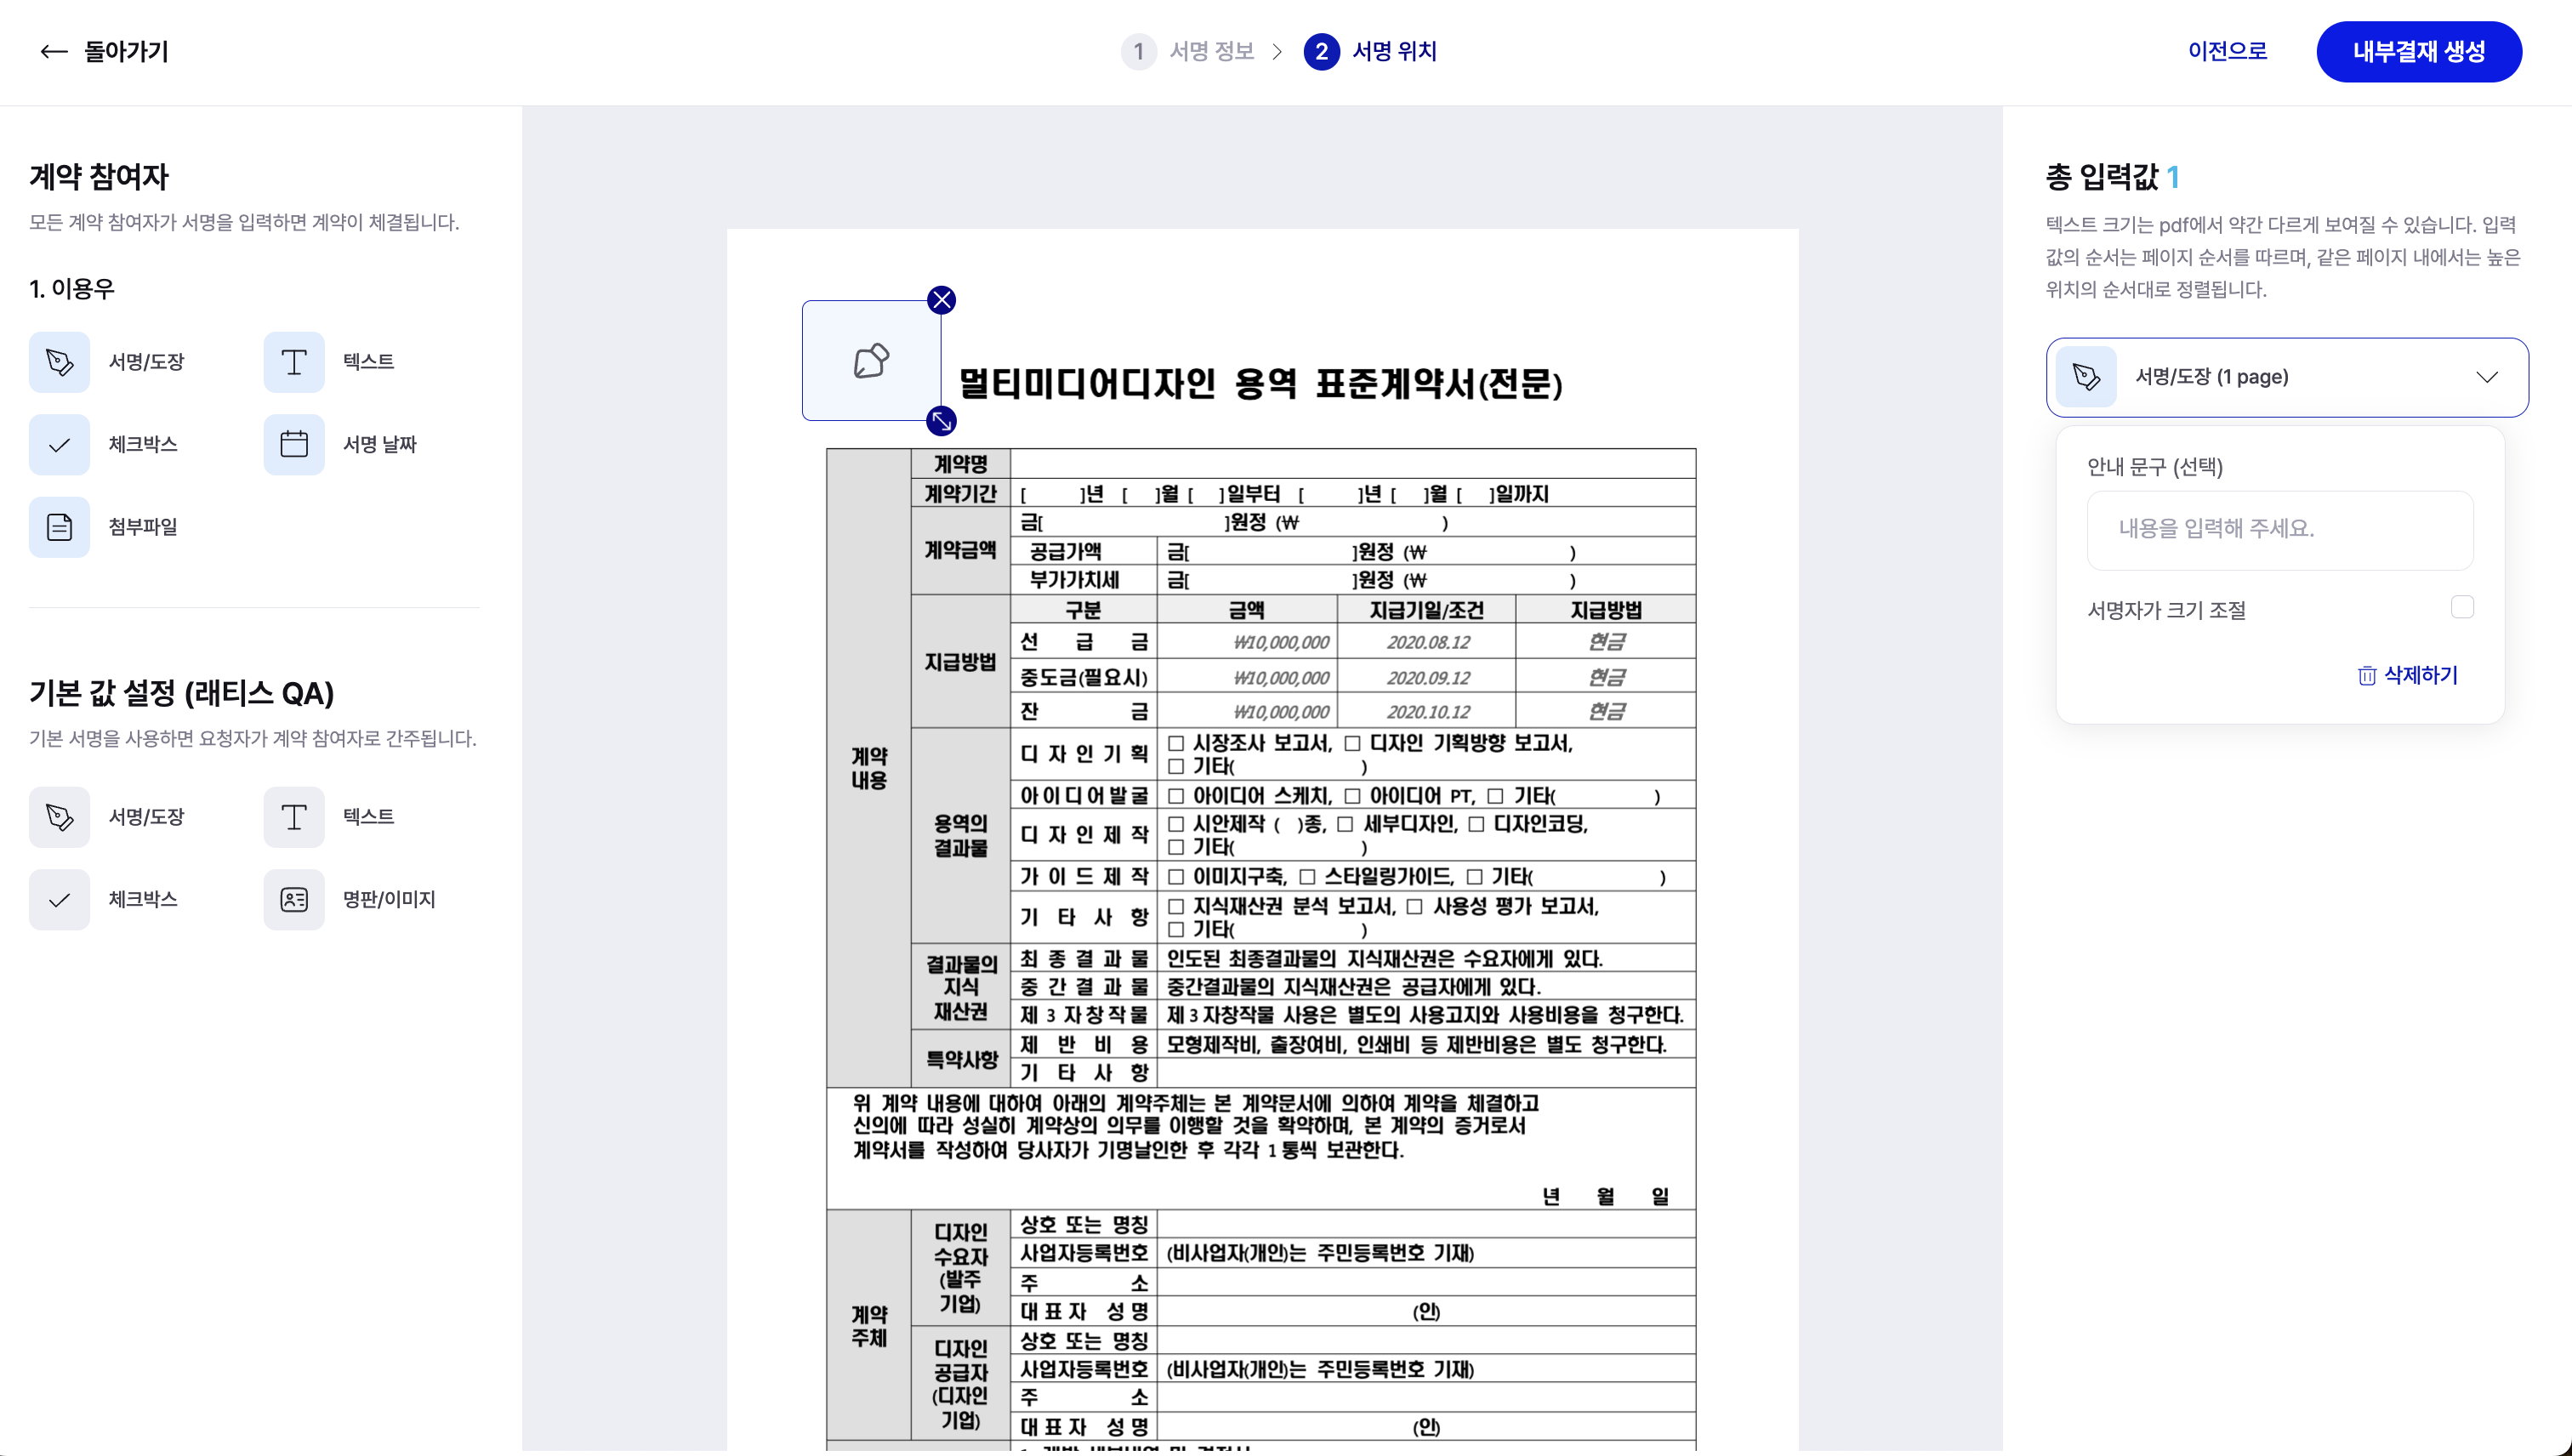 돌아가기
1 서명 정보
2 서명 위치
이전으로
내부결재 생성
계약 참여자
모든 계약 참여자가 서명을 입력하면 계약이 체결됩니다.
1. 이용우
서명/도장
텍스트
체크박스
서명 날짜
첨부파일
기본 값 설정 (래티스 QA)
기본 서명을 사용하면 요청자가 계약 참여자로 간주됩니다.
서명/도장
텍스트
체크박스
명판/이미지
멀티미디어디자인 용역 표준계약서(전문)
계약
내용
계약명
계약기간 [ ]년 [ ]월 [ ]일부터 [ ]년 [ ]월 [ ]일까지
계약금액
금[ ]원정 (₩ )
공급가액 금[ ]원정 (₩ )
부가가치세 금[ ]원정 (₩ )
지급방법
구분 금액 지급기일/조건 지급방법
선 급 금 ₩10,000,000 2020.08.12 현금
중도금(필요시) ₩10,000,000 2020.09.12 현금
잔 금 ₩10,000,000 2020.10.12 현금
용역의
결과물
디 자 인 기 획 □ 시장조사 보고서, □ 디자인 기획방향 보고서,
□ 기타( )
아이디어발굴 □ 아이디어 스케치, □ 아이디어 PT, □ 기타( )
디 자 인 제 작 □ 시안제작 ( )종, □ 세부디자인, □ 디자인코딩,
□ 기타( )
가 이 드 제 작 □ 이미지구축, □ 스타일링가이드, □ 기타( )
기 타 사 항 □ 지식재산권 분석 보고서, □ 사용성 평가 보고서,
□ 기타( )
결과물의
지식
재산권
최 종 결 과 물 인도된 최종결과물의 지식재산권은 수요자에게 있다.
중 간 결 과 물 중간결과물의 지식재산권은 공급자에게 있다.
제 3 자창작물 제3자창작물 사용은 별도의 사용고지와 사용비용을 청구한다.
특약사항
제 반 비 용 모형제작비, 출장여비, 인쇄비 등 제반비용은 별도 청구한다.
기 타 사 항
위 계약 내용에 대하여 아래의 계약주체는 본 계약문서에 의하여 계약을 체결하고
신의에 따라 성실히 계약상의 의무를 이행할 것을 확약하며, 본 계약의 증거로서
계약서를 작성하여 당사자가 기명날인한 후 각각 1통씩 보관한다.
년 월 일
계약
주체
디자인
수요자
(발주
기업)
상호 또는 명칭
사업자등록번호 (비사업자(개인)는 주민등록번호 기재)
주 소
대 표 자 성 명 (인)
디자인
공급자
(디자인
기업)
상호 또는 명칭
사업자등록번호 (비사업자(개인)는 주민등록번호 기재)
주 소
대 표 자 성 명 (인)
총 입력값 1
텍스트 크기는 pdf에서 약간 다르게 보여질 수 있습니다. 입력
값의 순서는 페이지 순서를 따르며, 같은 페이지 내에서는 높은
위치의 순서대로 정렬됩니다.
서명/도장 (1 page)
안내 문구 (선택)
내용을 입력해 주세요.
서명자가 크기 조절
삭제하기